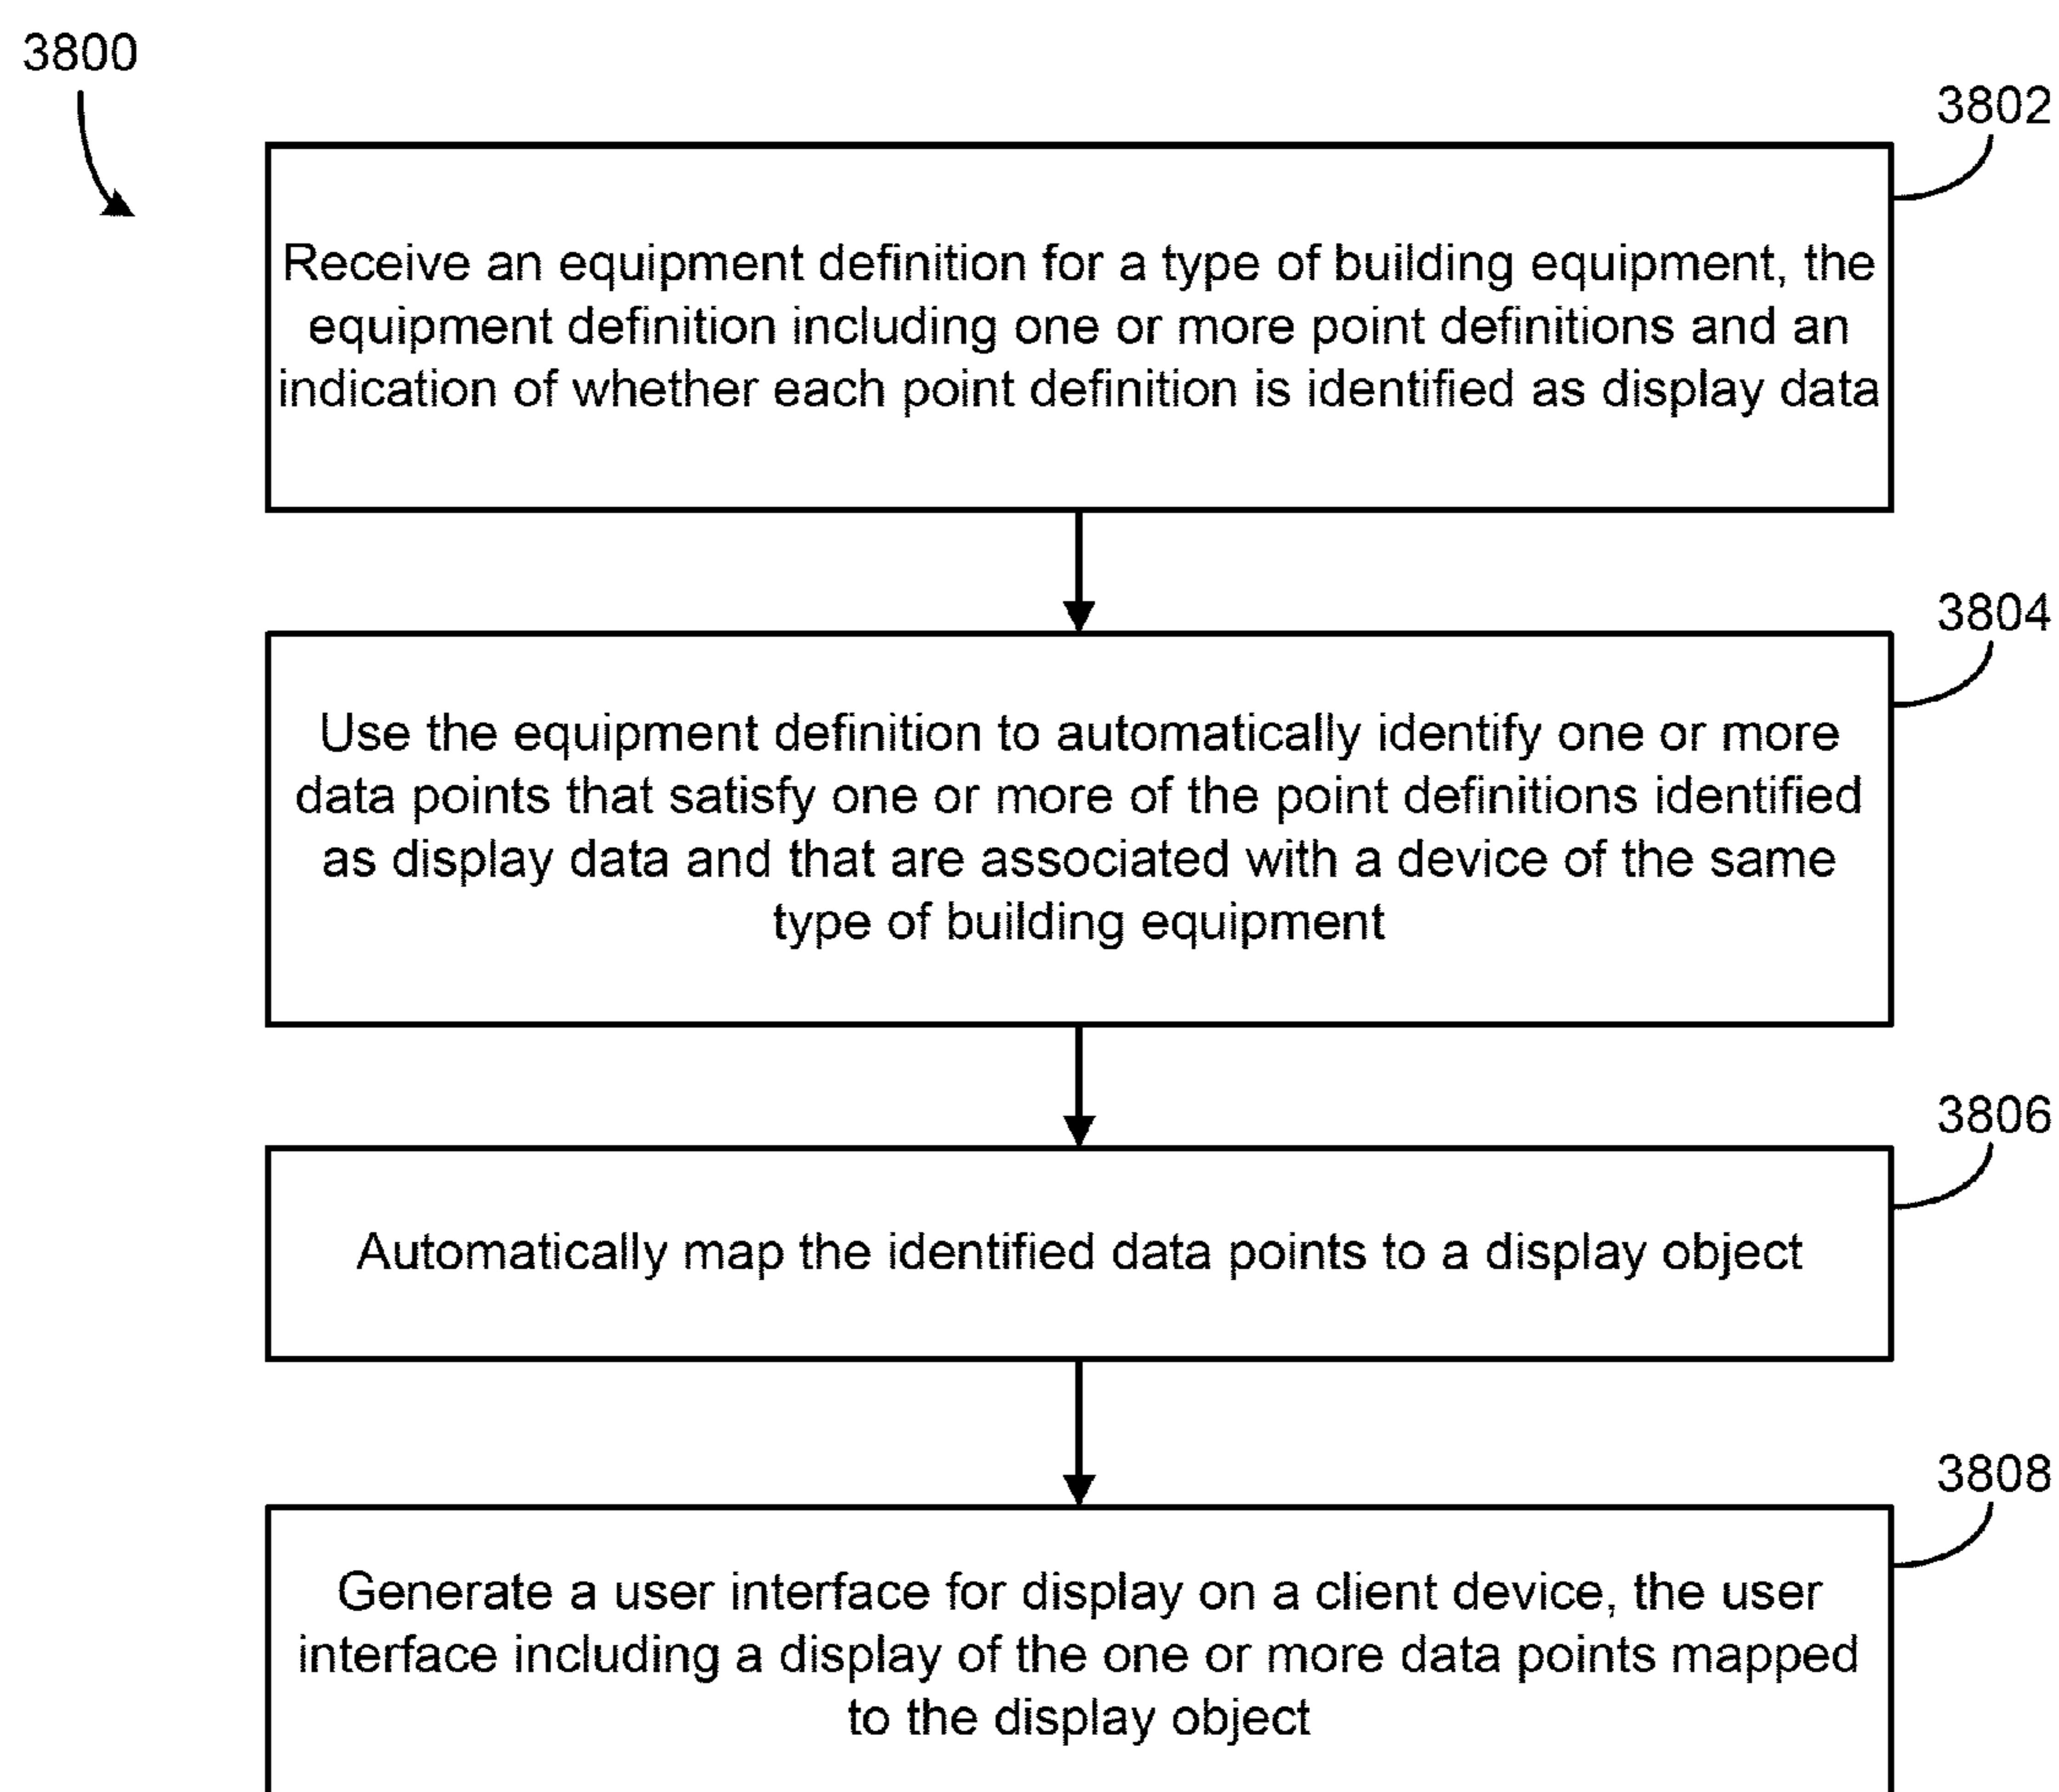 3800
3802
Receive an equipment definition for a type of building equipment, the
equipment definition including one or more point definitions and an
indication of whether each point definition is identified as display data
3804
Use the equipment definition to automatically identify one or more
data points that satisfy one or more of the point definitions identified
as display data and that are associated with a device of the same
type of building equipment
3806
Automatically map the identified data points to a display object
3808
Generate a user interface for display on a client device, the user
interface including a display of the one or more data points mapped
to the display object